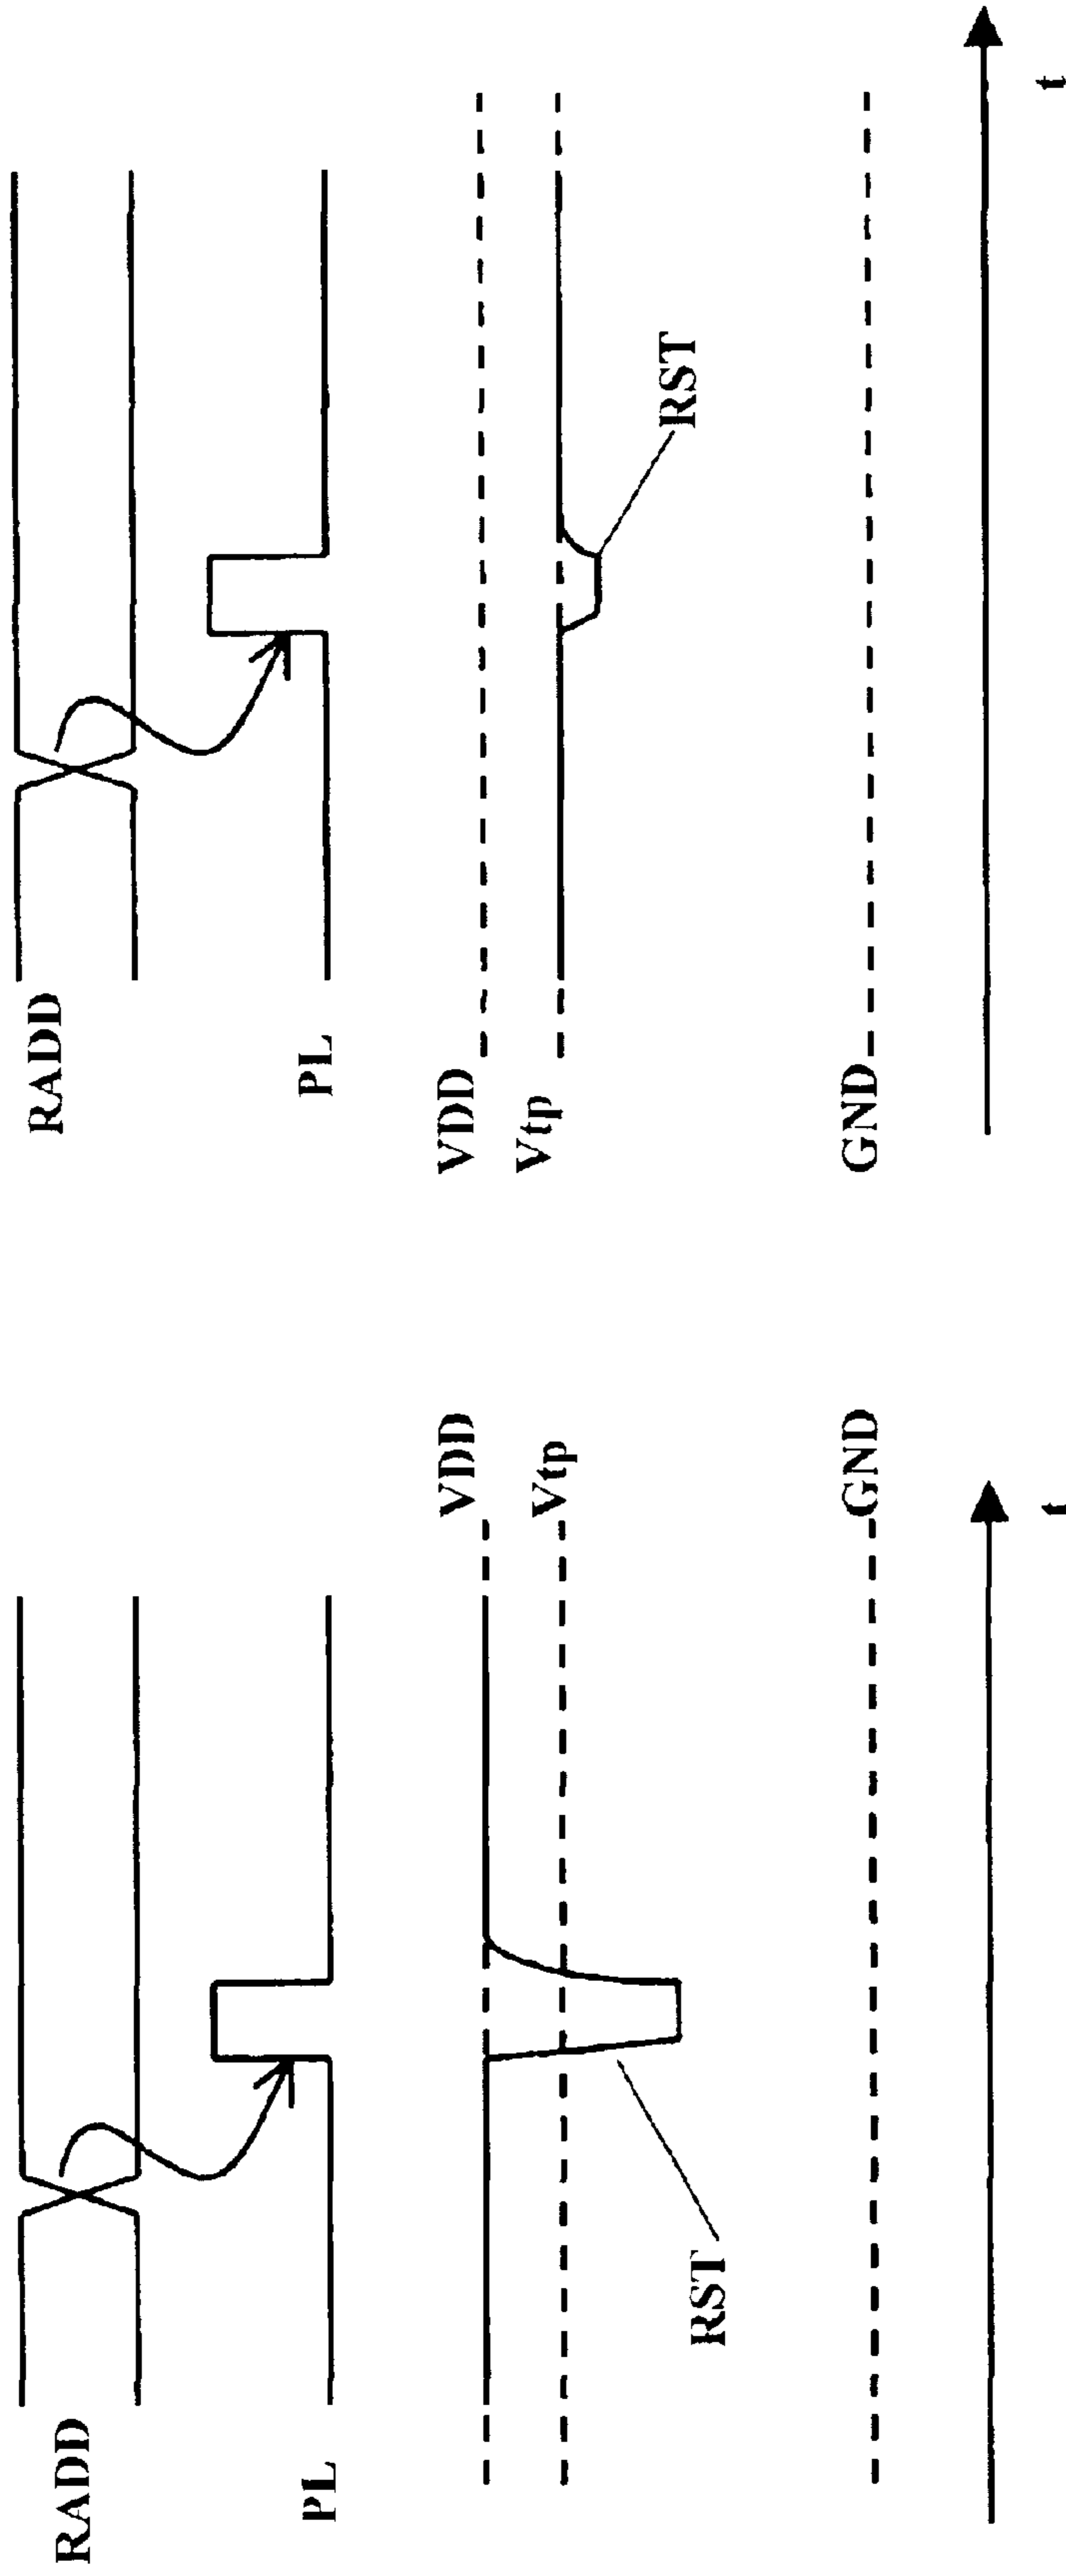 RADD
PL
VDD
Vtp
RST
GND
t
RADD
PL
VDD
Vtp
RST
GND
t